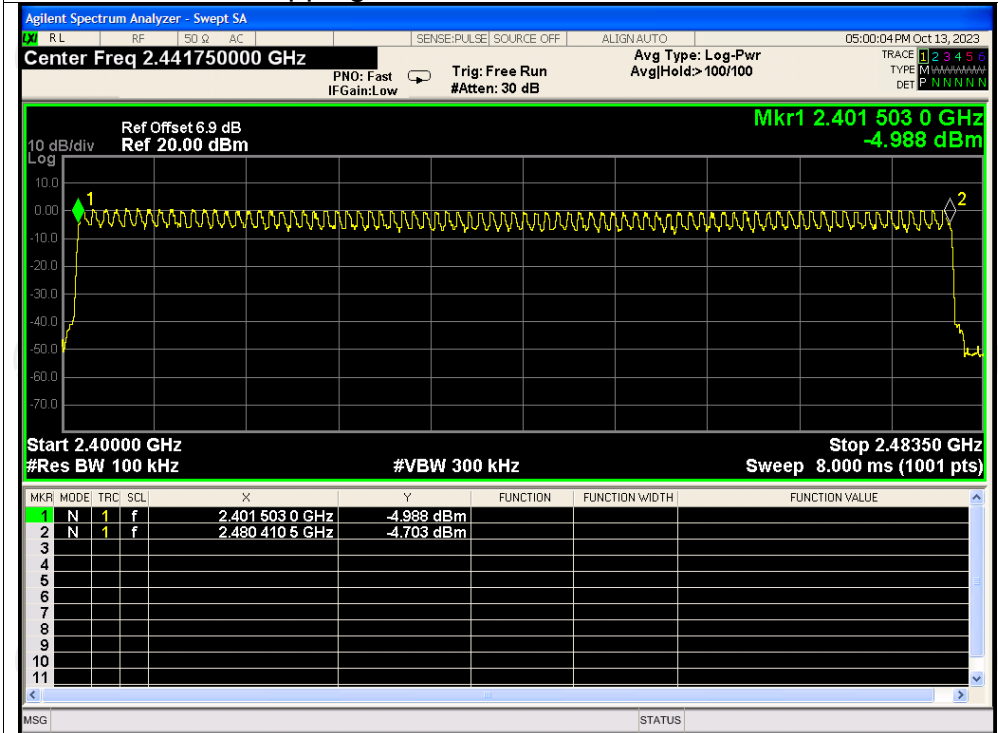 Agilent Spectrum Analyzer - Swept SA
LXI RL RF 50 Ω AC SENSE:PULSE SOURCE OFF ALIGN AUTO 05:00:04 PM Oct 13, 2023
Center Freq 2.441750000 GHz
PNO: Fast
IFGain:Low
Trig: Free Run
#Atten: 30 dB
Avg Type: Log-Pwr
Avg|Hold:>100/100
TRACE 1 2 3 4 5 6
TYPE M
DET P N N N N N
Mkr1 2.401 503 0 GHz
-4.988 dBm
Ref Offset 6.9 dB
10 dB/div Ref 20.00 dBm
Log
10.0
1
2
0.00
-10.0
-20.0
-30.0
-40.0
-50.0
-60.0
-70.0
Start 2.40000 GHz Stop 2.48350 GHz
#Res BW 100 kHz #VBW 300 kHz Sweep 8.000 ms (1001 pts)
MKR MODE TRC SCL X Y FUNCTION FUNCTION WIDTH FUNCTION VALUE
1 N 1 f 2.401 503 0 GHz -4.988 dBm
2 N 1 f 2.480 410 5 GHz -4.703 dBm
3
4
5
6
7
8
9
10
11
MSG STATUS